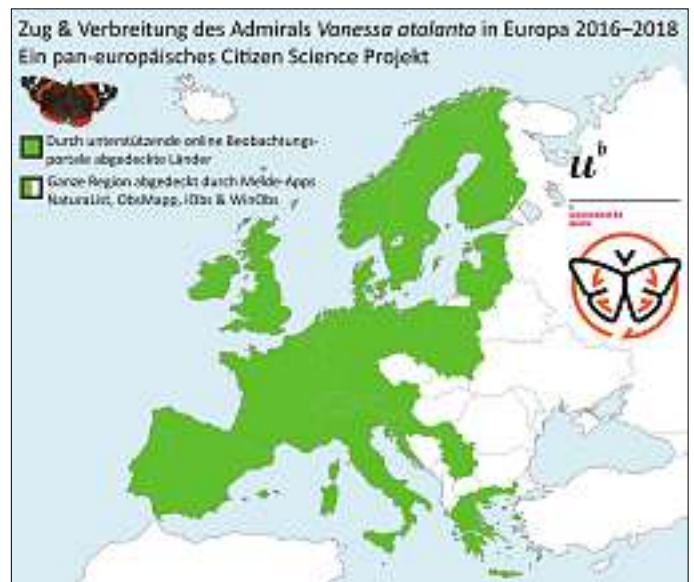 Zug & Verbreitung des Admirals Vanessa atalanta in Europa 2016–2018
Ein pan-europäisches Citizen Science Projekt
Durch unterstützende online Beobachtungs-
portale abgedeckte Länder
Ganze Region abgedeckt durch Melde-Apps
NaturaList, ObsMapp, iObs & WinObs
u^b